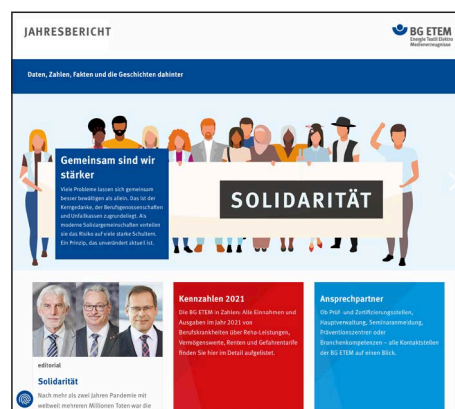 JAHRESBERICHT
BG ETEM
Energie Textil Elektro
Medienerzeugnisse
Daten, Zahlen, Fakten und die Geschichten dahinter
Gemeinsam sind wir
stärker
Viele Probleme lassen sich gemeinsam
besser bewältigen als allein. Das ist der
Kerngedanke, der Berufsgenossenschaften
und Unfallkassen zugrundeliegt. Als
moderne Solidargemeinschaften verteilen
sie das Risiko auf viele starke Schultern.
Ein Prinzip, das unverändert aktuell ist.
SOLIDARITÄT
editorial
Solidarität
Nach mehr als zwei Jahren Pandemie mit
weltweit mehreren Millionen Toten war die
Kennzahlen 2021
Die BG ETEM in Zahlen: Alle Einnahmen und
Ausgaben im Jahr 2021 von
Berufskrankheiten über Reha-Leistungen,
Vermögenswerte, Renten und Gefahrentarife
finden Sie hier im Detail aufgelistet.
Ansprechpartner
Ob Prüf- und Zertifizierungsstellen,
Hauptverwaltung, Seminaranmeldung,
Präventionszentren oder
Branchenkompetenzen – alle Kontaktstellen
der BG ETEM auf einen Blick.